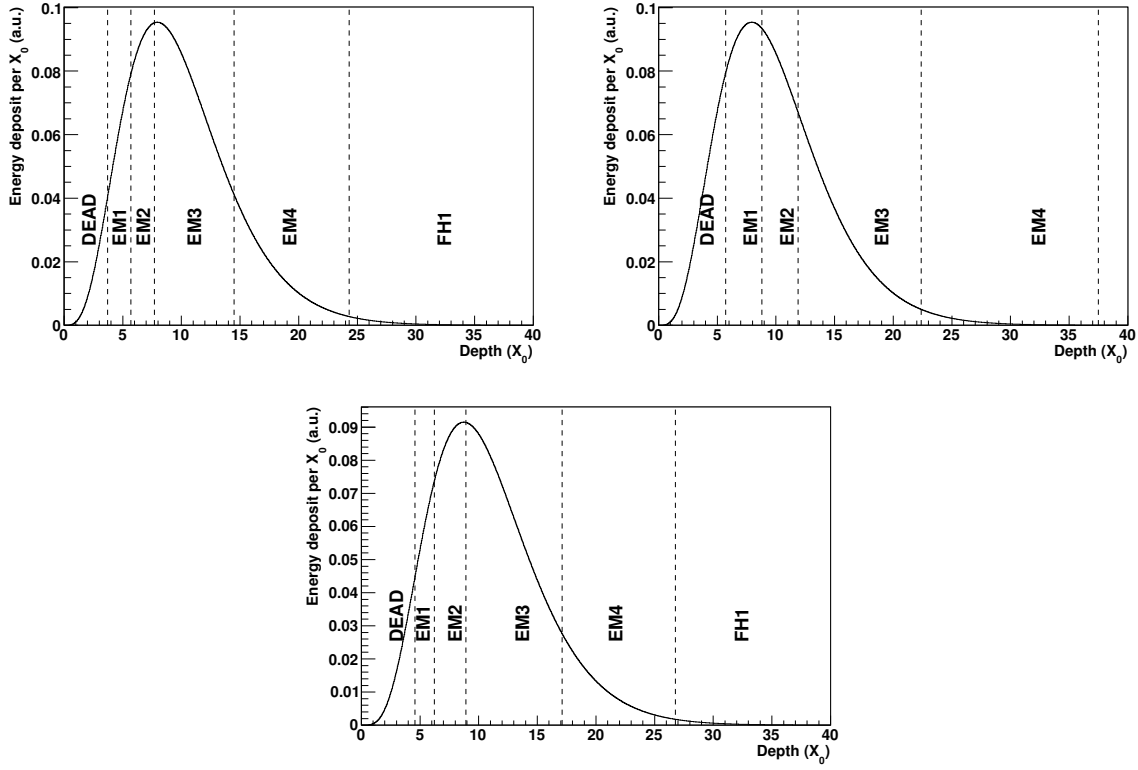 Energy deposit per X0 (a.u.)
0.1
0.08
0.06
0.04
0.02
0
DEAD
EM1
EM2
EM3
EM4
FH1
0 5 10 15 20 25 30 35 40
Depth (X0)
Energy deposit per X0 (a.u.)
0.1
0.08
0.06
0.04
0.02
0
DEAD
EM1
EM2
EM3
EM4
0 5 10 15 20 25 30 35 40
Depth (X0)
Energy deposit per X0 (a.u.)
0.09
0.08
0.07
0.06
0.05
0.04
0.03
0.02
0.01
0
DEAD
EM1
EM2
EM3
EM4
FH1
0 5 10 15 20 25 30 35 40
Depth (X0)